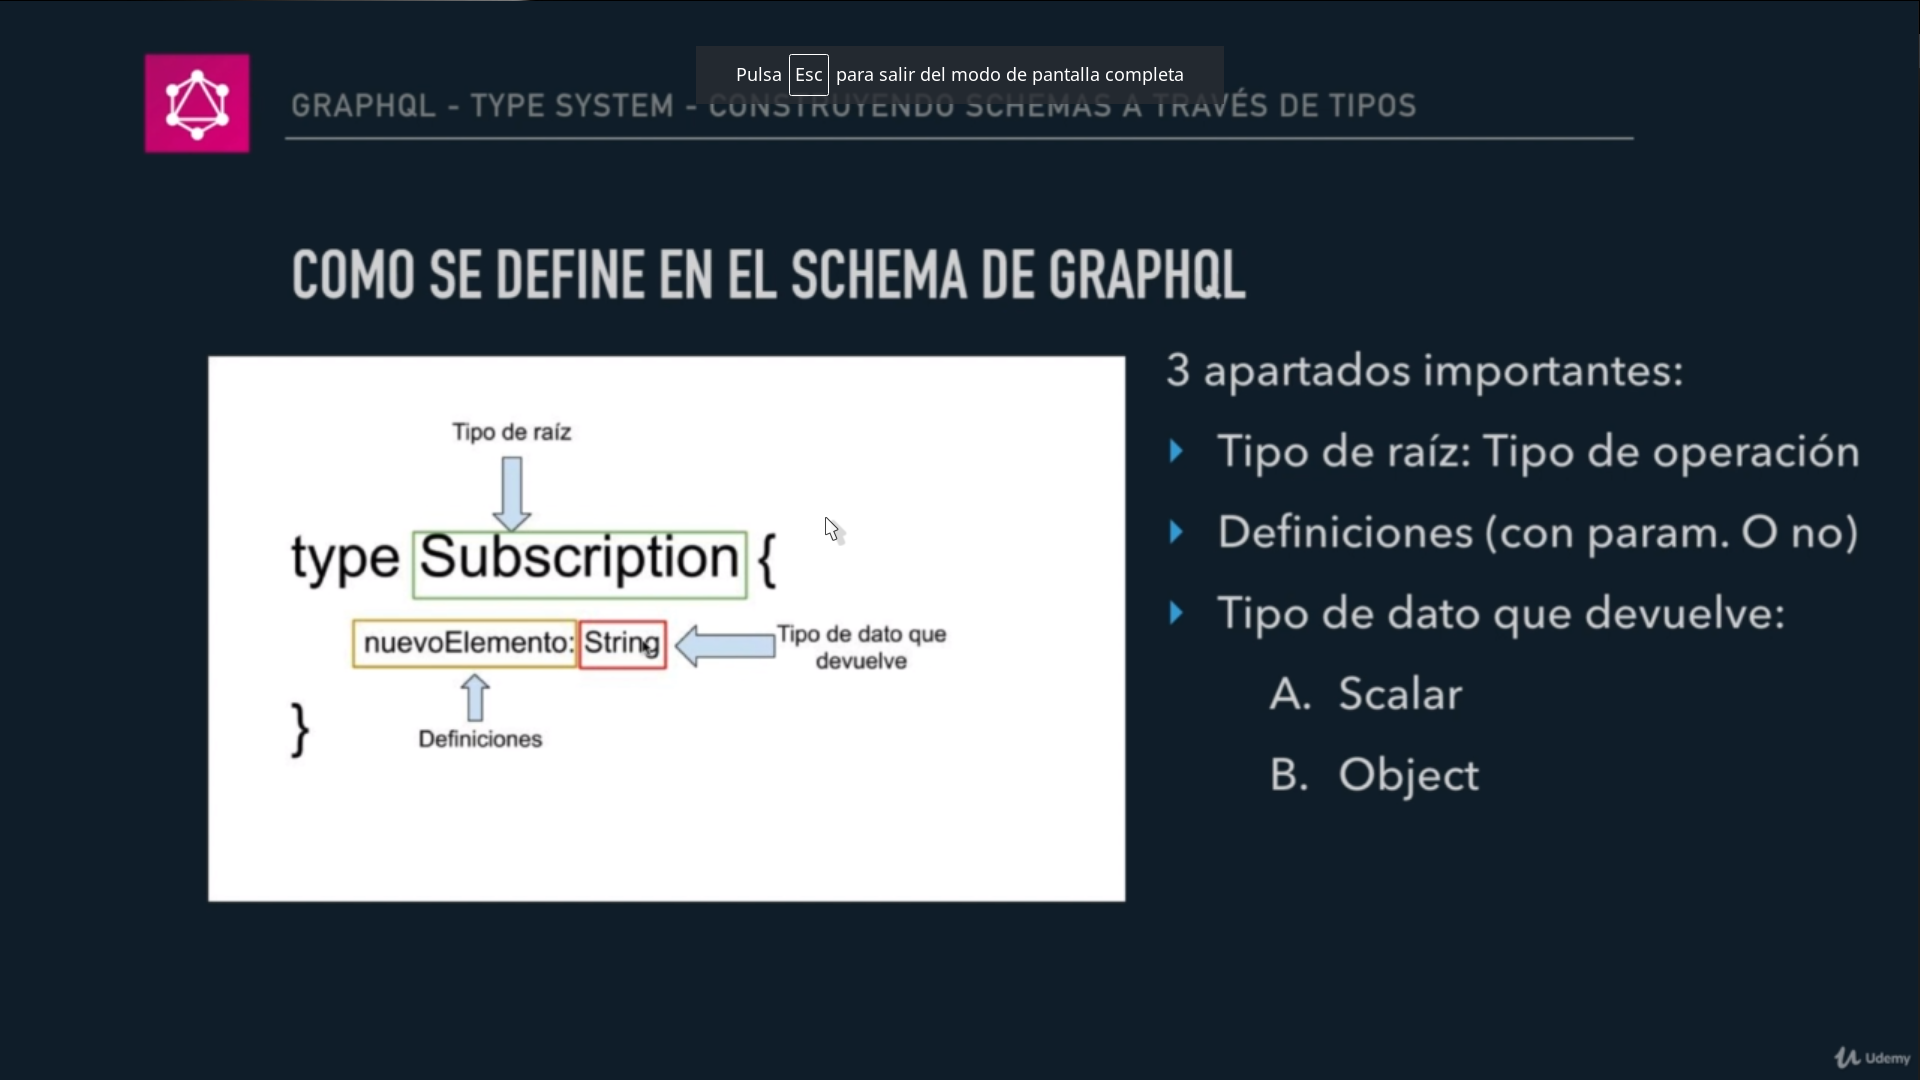 Pulsa Esc para salir del modo de pantalla completa
GRAPHQL - TYPE SYSTEM - CONSTRUYENDO SCHEMAS A TRAVÉS DE TIPOS
COMO SE DEFINE EN EL SCHEMA DE GRAPHQL
Tipo de raíz
type Subscription {
nuevoElemento: String
Tipo de dato que
devuelve
}
Definiciones
3 apartados importantes:
Tipo de raíz: Tipo de operación
Definiciones (con param. O no)
Tipo de dato que devuelve:
A. Scalar
B. Object
Udemy